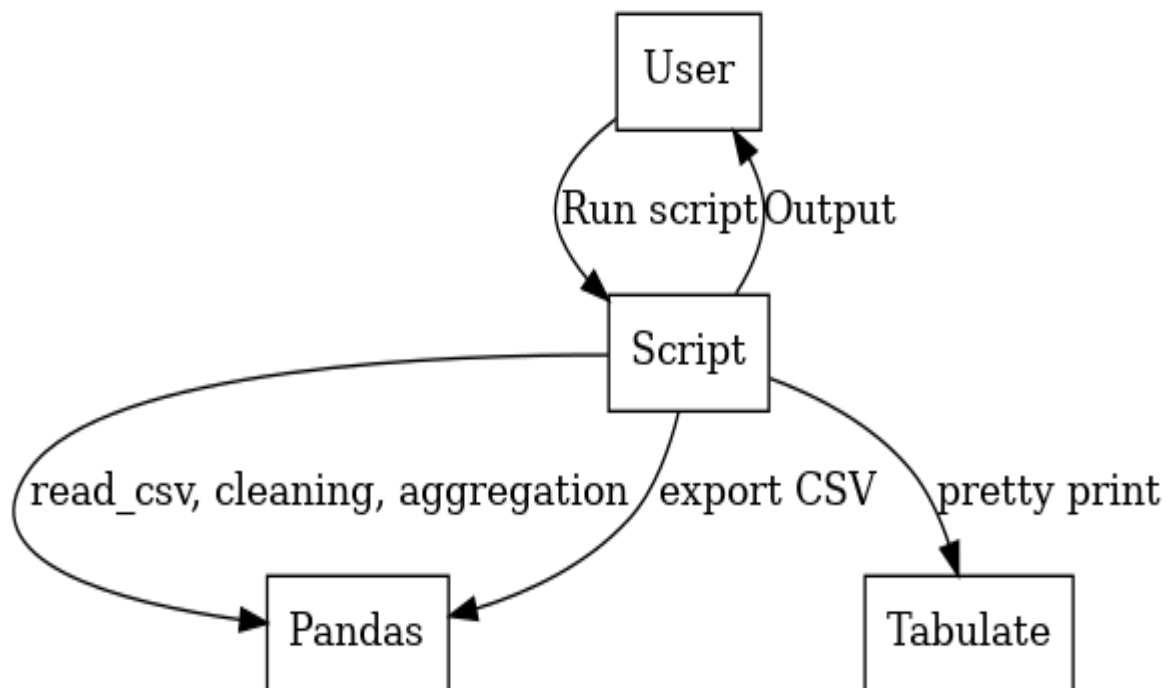 User
Run script
Output
Script
read_csv, cleaning, aggregation
export CSV
pretty print
Pandas
Tabulate